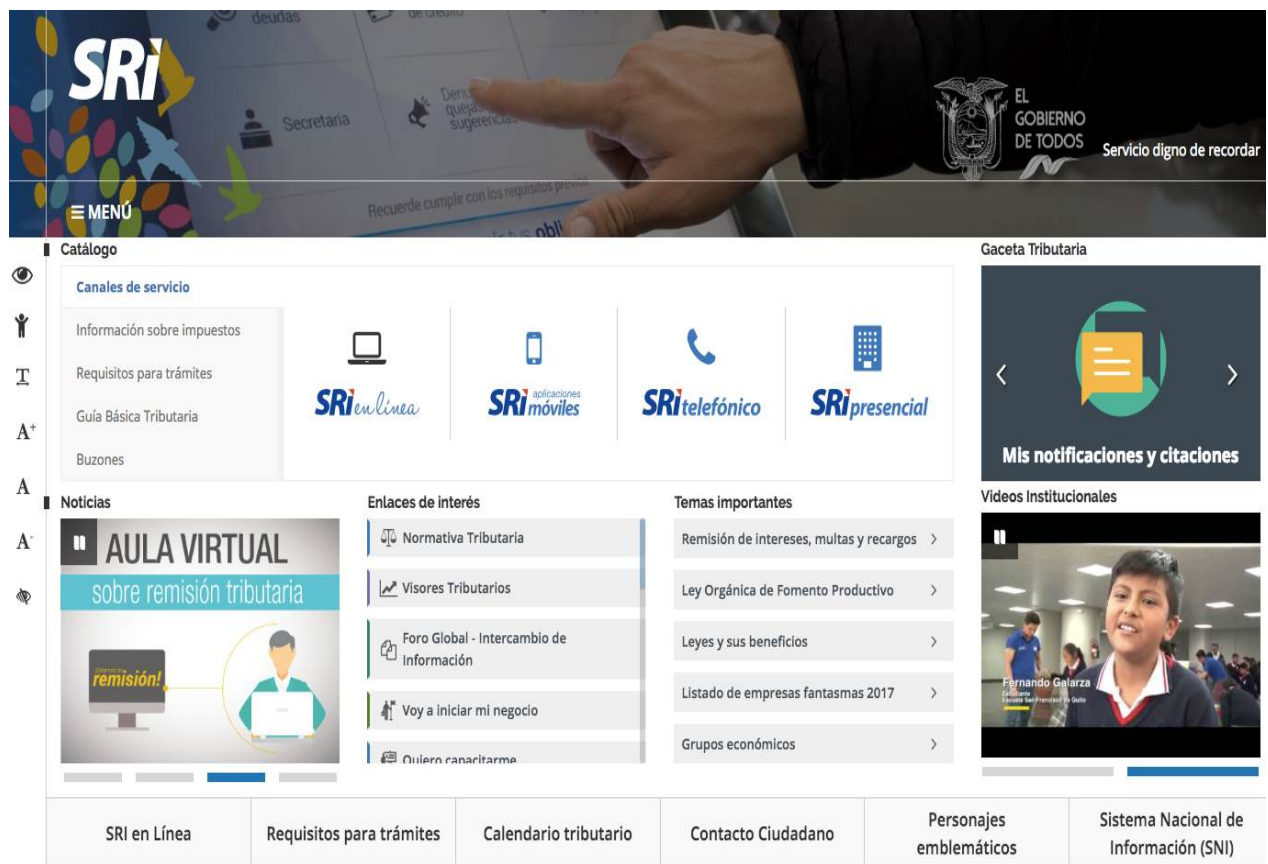 deudas
de crédito
SRi
Secretaria
quejas
sugerencias
EL
GOBIERNO
DE TODOS
Servicio digno de recordar
Recuerde cumplir con los requisitos previos
MENÚ
Catálogo
Gaceta Tributaria
Canales de servicio
Información sobre impuestos
Requisitos para trámites
Guía Básica Tributaria
Buzones
SRi en línea
SRi aplicaciones móviles
SRi telefónico
SRi presencial
Mis notificaciones y citaciones
T
A+
A
A-
Noticias
Enlaces de interés
Temas importantes
Videos Institucionales
AULA VIRTUAL
sobre remisión tributaria
remisión!
Normativa Tributaria
Visores Tributarios
Foro Global - Intercambio de
Información
Voy a iniciar mi negocio
Quiero capacitarme
Remisión de intereses, multas y recargos
Ley Orgánica de Fomento Productivo
Leyes y sus beneficios
Listado de empresas fantasmas 2017
Grupos económicos
Fernando Galarza
Estudiante
Escuela San Francisco de Quito
SRI en Línea
Requisitos para trámites
Calendario tributario
Contacto Ciudadano
Personajes
emblemáticos
Sistema Nacional de
Información (SNI)